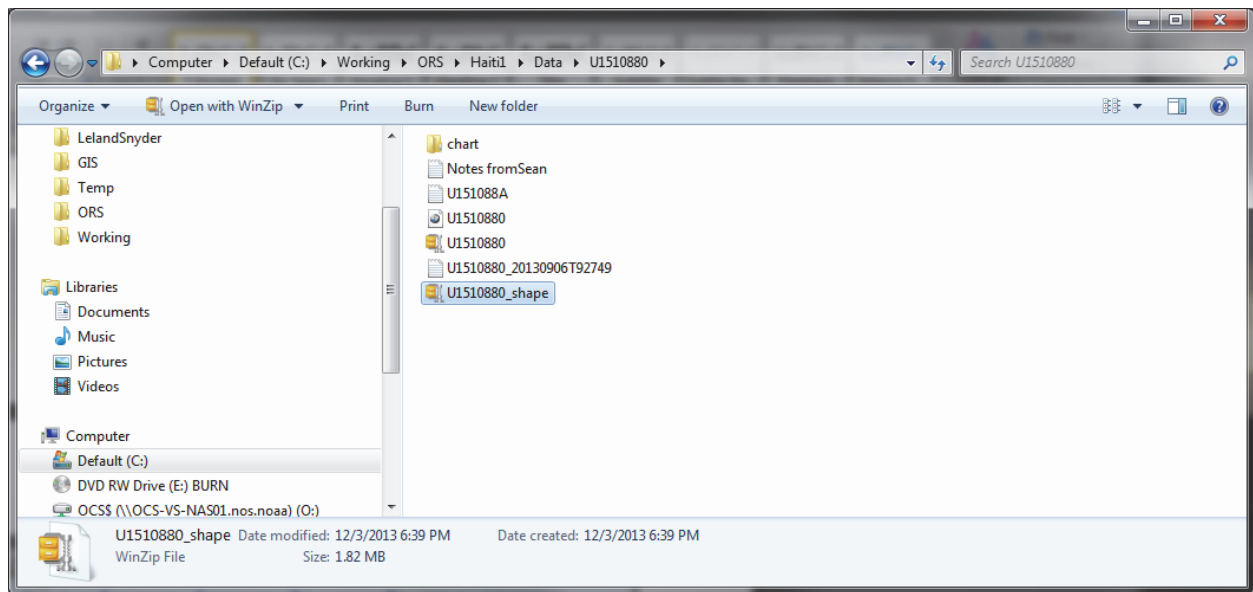 Computer Default (C:) Working ORS Haiti1 Data U1510880
Search U1510880
Organize Open with WinZip Print Burn New folder
LelandSnyder
GIS
Temp
ORS
Working
Libraries
Documents
Music
Pictures
Videos
Computer
Default (C:)
DVD RW Drive (E:) BURN
OCS$ (\\OCS-VS-NAS01.nos.noaa) (O:)
chart
Notes fromSean
U151088A
U1510880
U1510880
U1510880_20130906T92749
U1510880_shape
U1510880_shape Date modified: 12/3/2013 6:39 PM Date created: 12/3/2013 6:39 PM
WinZip File Size: 1.82 MB